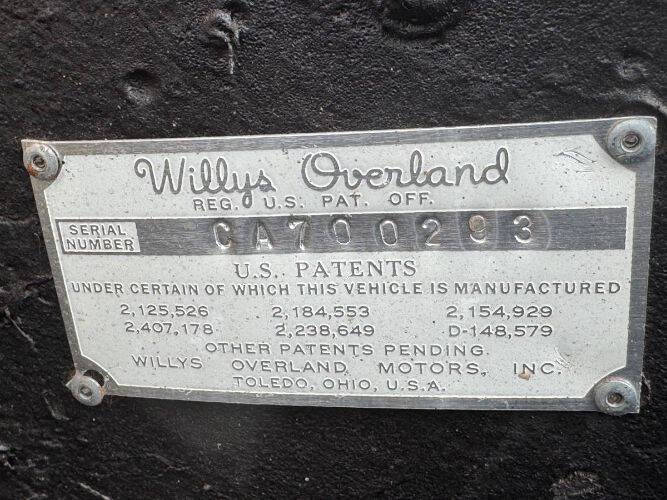 Willys Overland
REG. U.S. PAT. OFF.
SERIAL NUMBER
CA700293
U.S. PATENTS
UNDER CERTAIN OF WHICH THIS VEHICLE IS MANUFACTURED
2,125,526 2,184,553 2,154,929
2,407,178 2,238,649 D-148,579
OTHER PATENTS PENDING
WILLYS OVERLAND MOTORS, INC.
TOLEDO, OHIO, U.S.A.